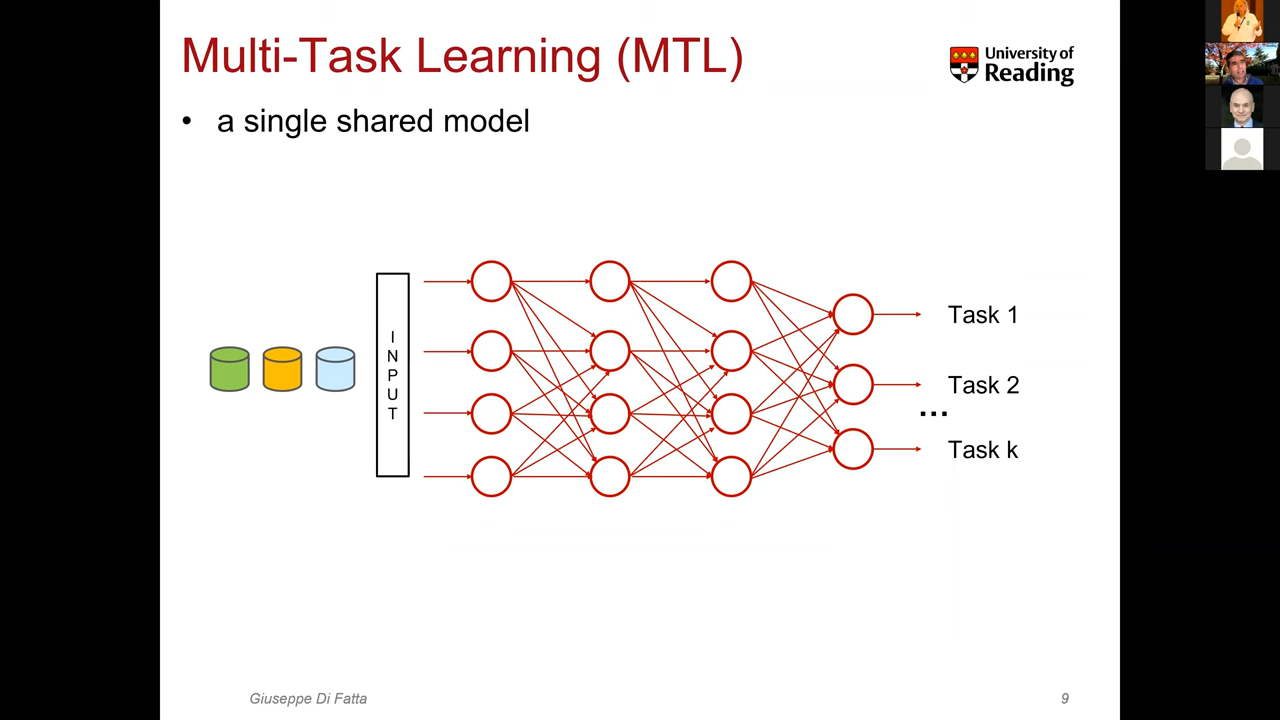 Multi-Task Learning (MTL)
University of
Reading
• a single shared model
I
N
P
U
T
Task 1
Task 2
...
Task k
Giuseppe Di Fatta
9